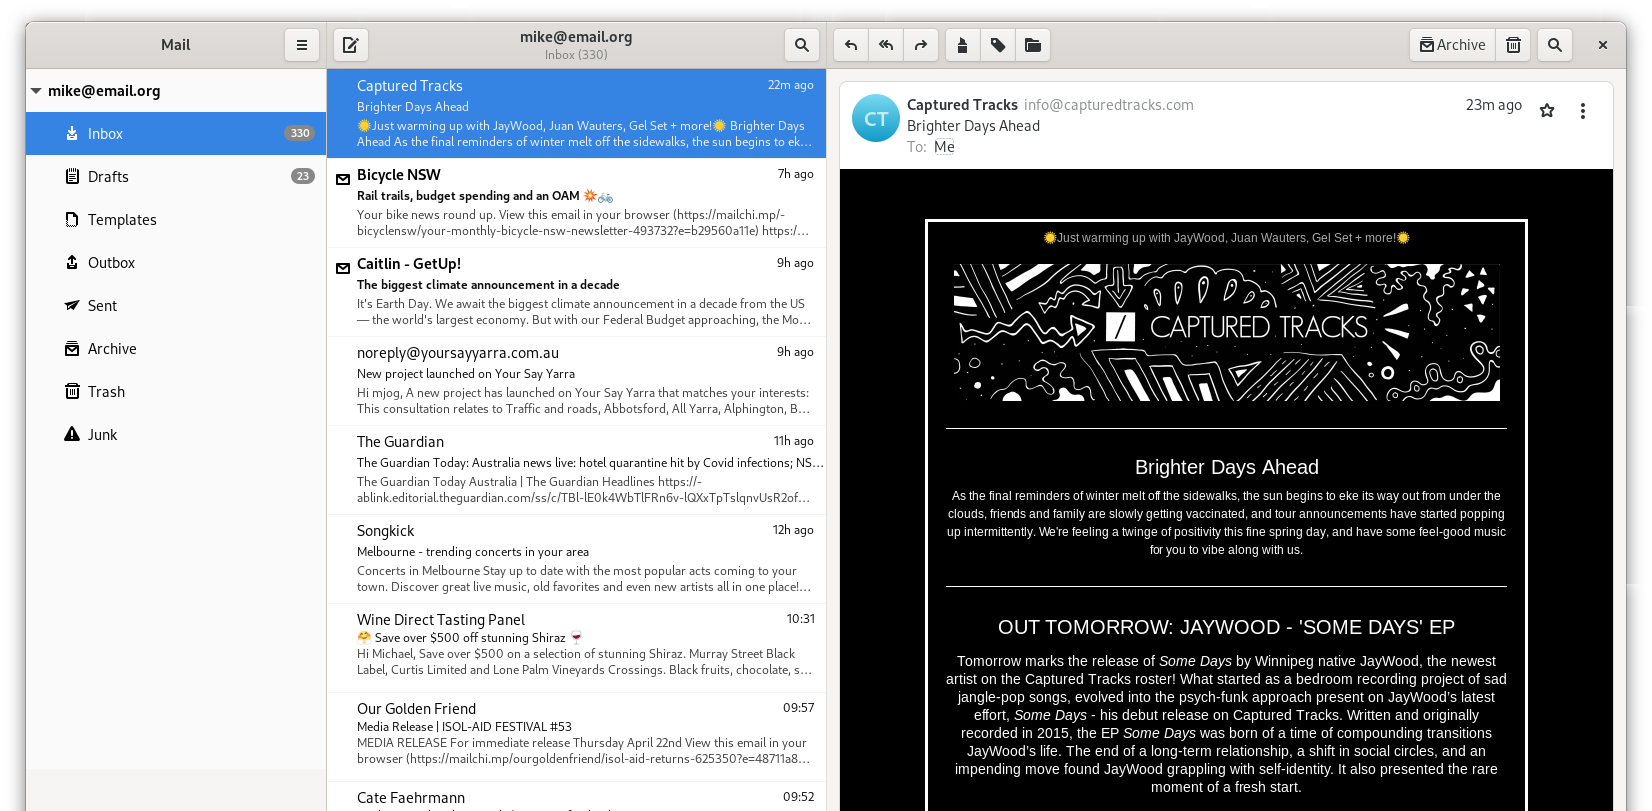 Mail
mike@email.org
Inbox (330)
Archive
mike@email.org
Inbox 330
Drafts 23
Templates
Outbox
Sent
Archive
Trash
Junk
Captured Tracks 22m ago
Brighter Days Ahead
☀️Just warming up with JayWood, Juan Wauters, Gel Set + more!☀️ Brighter Days
Ahead As the final reminders of winter melt off the sidewalks, the sun begins to ek…
Bicycle NSW 7h ago
Rail trails, budget spending and an OAM 💥🚲
Your bike news round up. View this email in your browser (https://mailchi.mp/-
bicyclensw/your-monthly-bicycle-nsw-newsletter-493732?e=b29560a11e) https:/…
Caitlin - GetUp! 9h ago
The biggest climate announcement in a decade
It's Earth Day. We await the biggest climate announcement in a decade from the US
— the world's largest economy. But with our Federal Budget approaching, the Mo…
noreply@yoursayyarra.com.au 9h ago
New project launched on Your Say Yarra
Hi mjog, A new project has launched on Your Say Yarra that matches your interests:
This consultation relates to Traffic and roads, Abbotsford, All Yarra, Alphington, B…
The Guardian 11h ago
The Guardian Today: Australia news live: hotel quarantine hit by Covid infections; NS…
The Guardian Today Australia | The Guardian Headlines https://-
ablink.editorial.theguardian.com/ss/c/TBl-lE0k4WbTlFRn6v-lQXxTpTslqnvUsR2of…
Songkick 12h ago
Melbourne - trending concerts in your area
Concerts in Melbourne Stay up to date with the most popular acts coming to your
town. Discover great live music, old favorites and even new artists all in one place!…
Wine Direct Tasting Panel 10:31
🤗 Save over $500 off stunning Shiraz 🍷
Hi Michael, Save over $500 on a selection of stunning Shiraz. Murray Street Black
Label, Curtis Limited and Lone Palm Vineyards Crossings. Black fruits, chocolate, s…
Our Golden Friend 09:57
Media Release | ISOL-AID FESTIVAL #53
MEDIA RELEASE For immediate release Thursday April 22nd View this email in your
browser (https://mailchi.mp/ourgoldenfriend/isol-aid-returns-625350?e=48711a8…
Cate Faehrmann 09:52
CT
Captured Tracks info@capturedtracks.com 23m ago
Brighter Days Ahead
To: Me
☀️Just warming up with JayWood, Juan Wauters, Gel Set + more!☀️
/ CAPTURED TRACKS
Brighter Days Ahead
As the final reminders of winter melt off the sidewalks, the sun begins to eke its way out from under the
clouds, friends and family are slowly getting vaccinated, and tour announcements have started popping
up intermittently. We're feeling a twinge of positivity this fine spring day, and have some feel-good music
for you to vibe along with us.
OUT TOMORROW: JAYWOOD - 'SOME DAYS' EP
Tomorrow marks the release of Some Days by Winnipeg native JayWood, the newest
artist on the Captured Tracks roster! What started as a bedroom recording project of sad
jangle-pop songs, evolved into the psych-funk approach present on JayWood's latest
effort, Some Days - his debut release on Captured Tracks. Written and originally
recorded in 2015, the EP Some Days was born of a time of compounding transitions
JayWood's life. The end of a long-term relationship, a shift in social circles, and an
impending move found JayWood grappling with self-identity. It also presented the rare
moment of a fresh start.